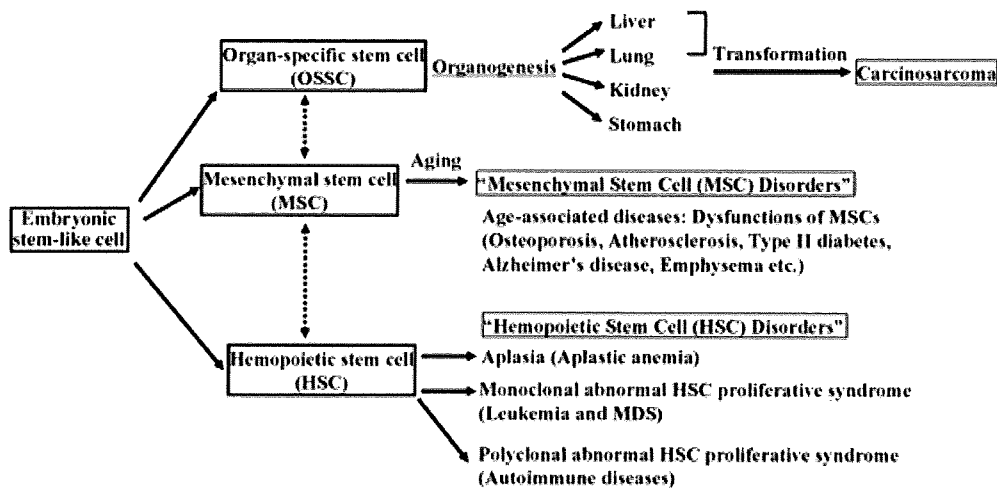 Organ-specific stem cell
(OSSC)
Organogenesis
Liver
Lung
Kidney
Stomach
Transformation
Carcinosarcoma
Mesenchymal stem cell
(MSC)
Aging
"Mesenchymal Stem Cell (MSC) Disorders"
Age-associated diseases: Dysfunctions of MSCs
(Osteoporosis, Atherosclerosis, Type II diabetes,
Alzheimer's disease, Emphysema etc.)
Embryonic
stem-like cell
"Hemopoietic Stem Cell (HSC) Disorders"
Hemopoietic stem cell
(HSC)
Aplasia (Aplastic anemia)
Monoclonal abnormal HSC proliferative syndrome
(Leukemia and MDS)
Polyclonal abnormal HSC proliferative syndrome
(Autoimmune diseases)